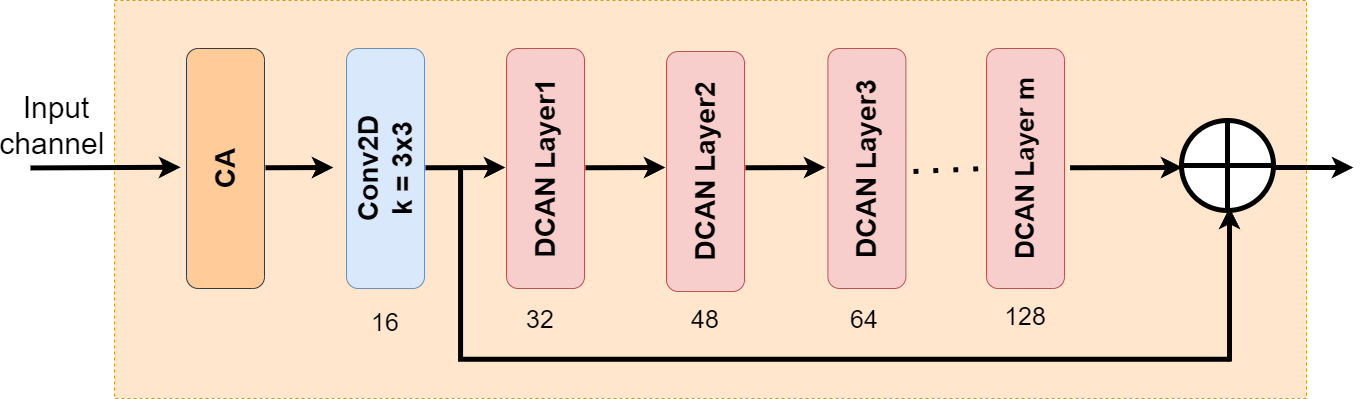 Input
channel
CA
Conv2D
k = 3x3
DCAN Layer1
DCAN Layer2
DCAN Layer3
. . . .
DCAN Layer m
16
32
48
64
128